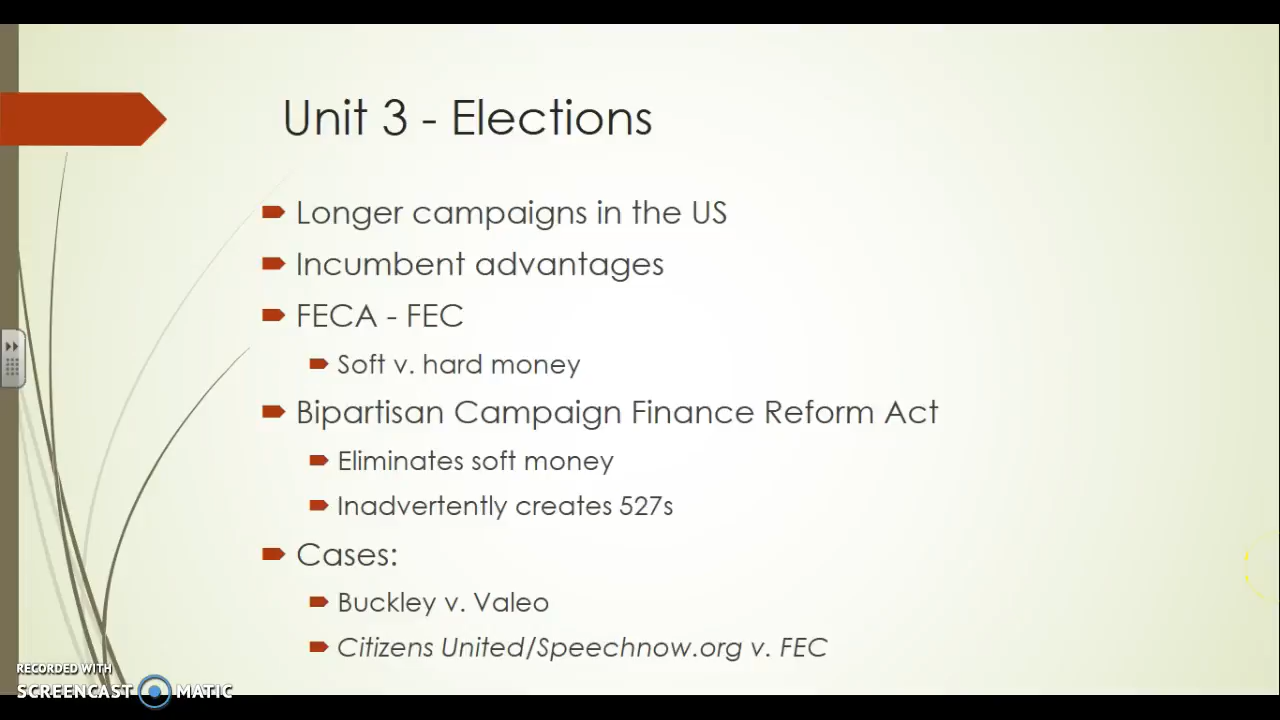 Unit 3 - Elections
Longer campaigns in the US
Incumbent advantages
FECA - FEC
Soft v. hard money
Bipartisan Campaign Finance Reform Act
Eliminates soft money
Inadvertently creates 527s
Cases:
Buckley v. Valeo
Citizens United/Speechnow.org v. FEC
RECORDED WITH
SCREENCAST MATIC